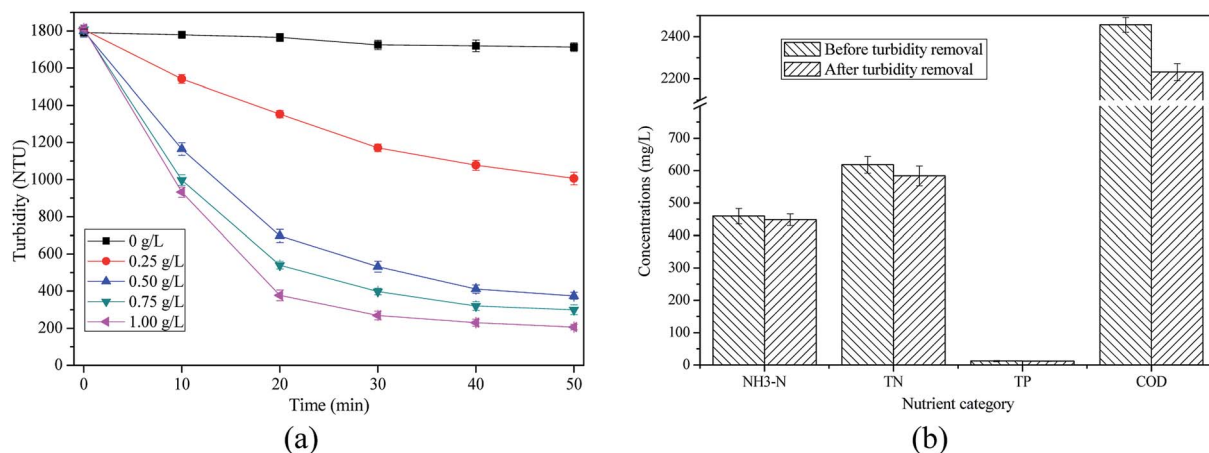 1800
1600
1400
1200
1000
800
600
400
200
0
Turbidity (NTU)
0 g/L
0.25 g/L
0.50 g/L
0.75 g/L
1.00 g/L
0 10 20 30 40 50
Time (min)
(a)
2400
2200
700
600
500
400
300
200
100
0
Concentrations (mg/L)
Before turbidity removal
After turbidity removal
NH3-N TN TP COD
Nutrient category
(b)